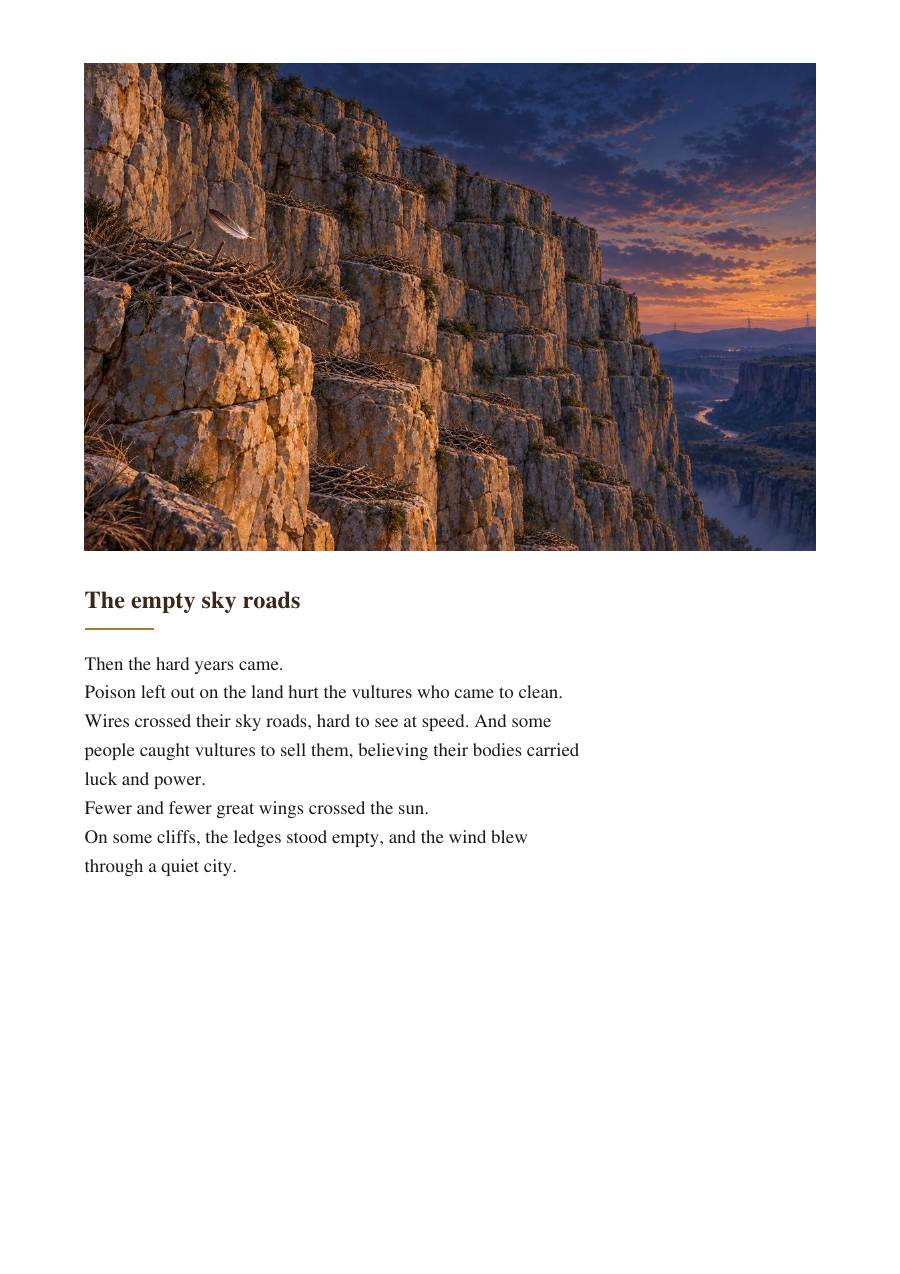 The empty sky roads
Then the hard years came.
Poison left out on the land hurt the vultures who came to clean.
Wires crossed their sky roads, hard to see at speed. And some
people caught vultures to sell them, believing their bodies carried
luck and power.
Fewer and fewer great wings crossed the sun.
On some cliffs, the ledges stood empty, and the wind blew
through a quiet city.